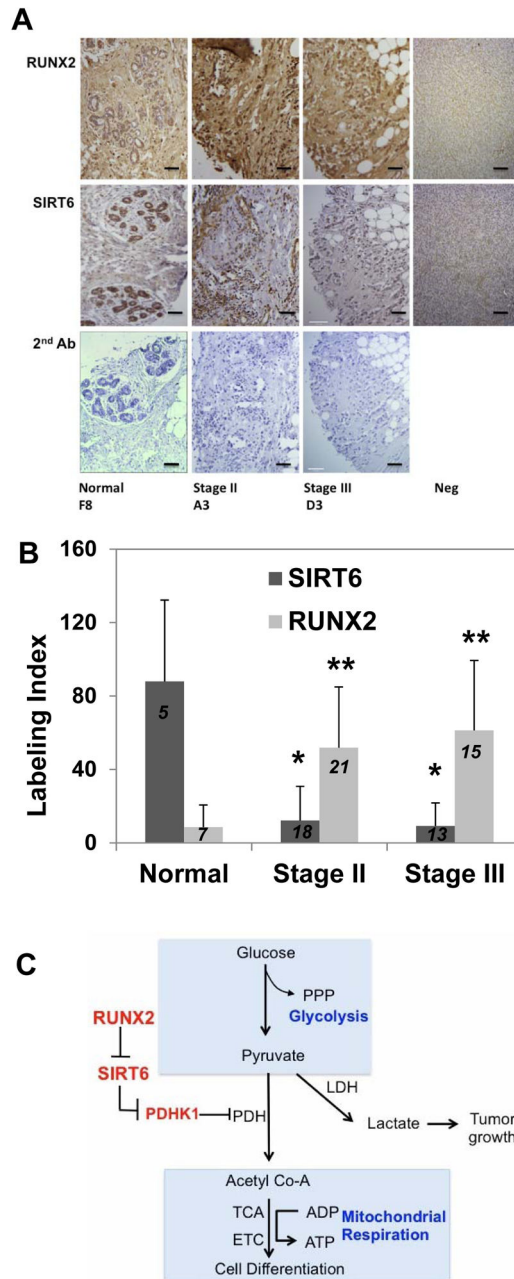 A
RUNX2
SIRT6
2nd Ab
Normal Stage II Stage III Neg
F8 A3 D3
B
160
120
80
40
0
Labeling Index
SIRT6
RUNX2
5
7
*
18
**
21
*
13
**
15
Normal Stage II Stage III
C
Glucose
PPP
Glycolysis
RUNX2
Pyruvate
SIRT6
LDH
PDHK1 PDH
Lactate
Tumor
growth
Acetyl Co-A
TCA ADP Mitochondrial
Respiration
ETC ATP
Cell Differentiation